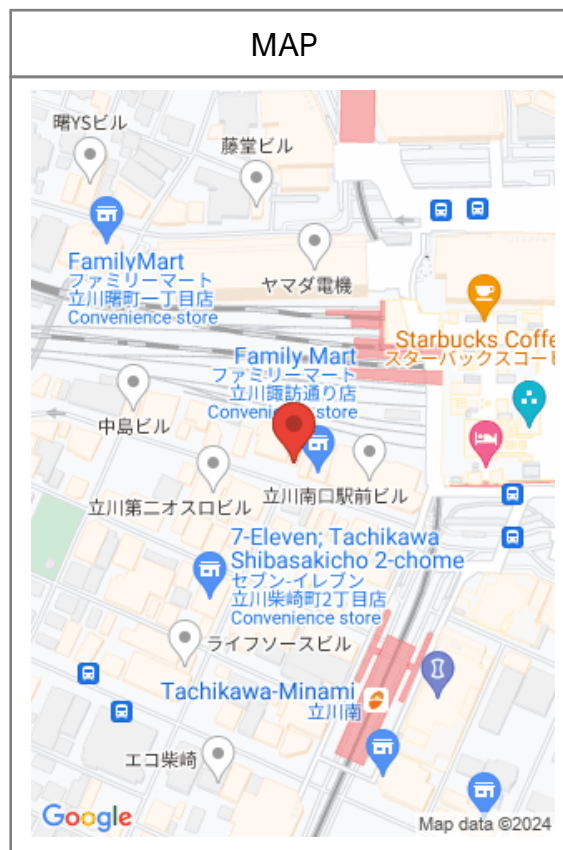 MAP
曙YSビル
藤堂ビル
FamilyMart
ファミリーマート
立川曙町一丁目店
Convenience store
ヤマダ電機
Starbucks Coffe
スターバックスコーヒ
Family Mart
ファミリーマート
立川諏訪通り店
Convenience store
中島ビル
立川第二オスロビル
立川南口駅前ビル
7-Eleven; Tachikawa
Shibasakicho 2-chome
セブン-イレブン
立川柴崎町2丁目店
Convenience store
ライフソースビル
Tachikawa-Minami
立川南
エコ柴崎
Google
Map data ©2024